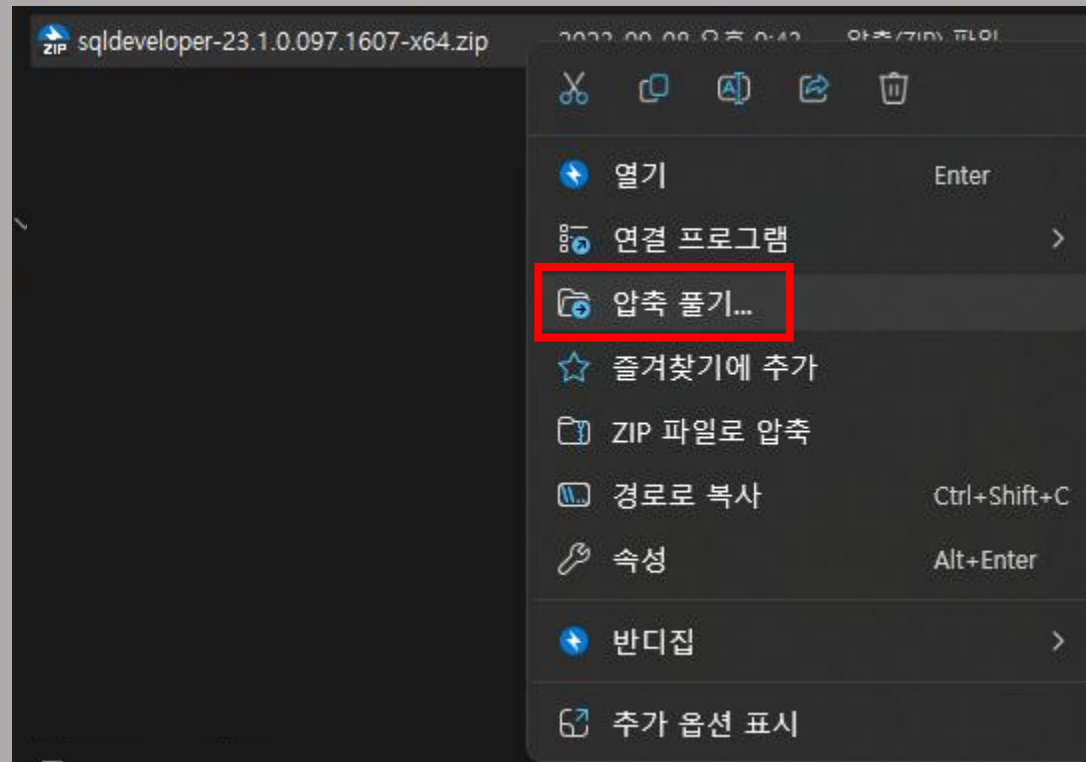 ZIP sqldeveloper-23.1.0.097.1607-x64.zip
열기 Enter
연결 프로그램
압축 풀기...
즐겨찾기에 추가
ZIP 파일로 압축
경로로 복사 Ctrl+Shift+C
속성 Alt+Enter
반디집
추가 옵션 표시